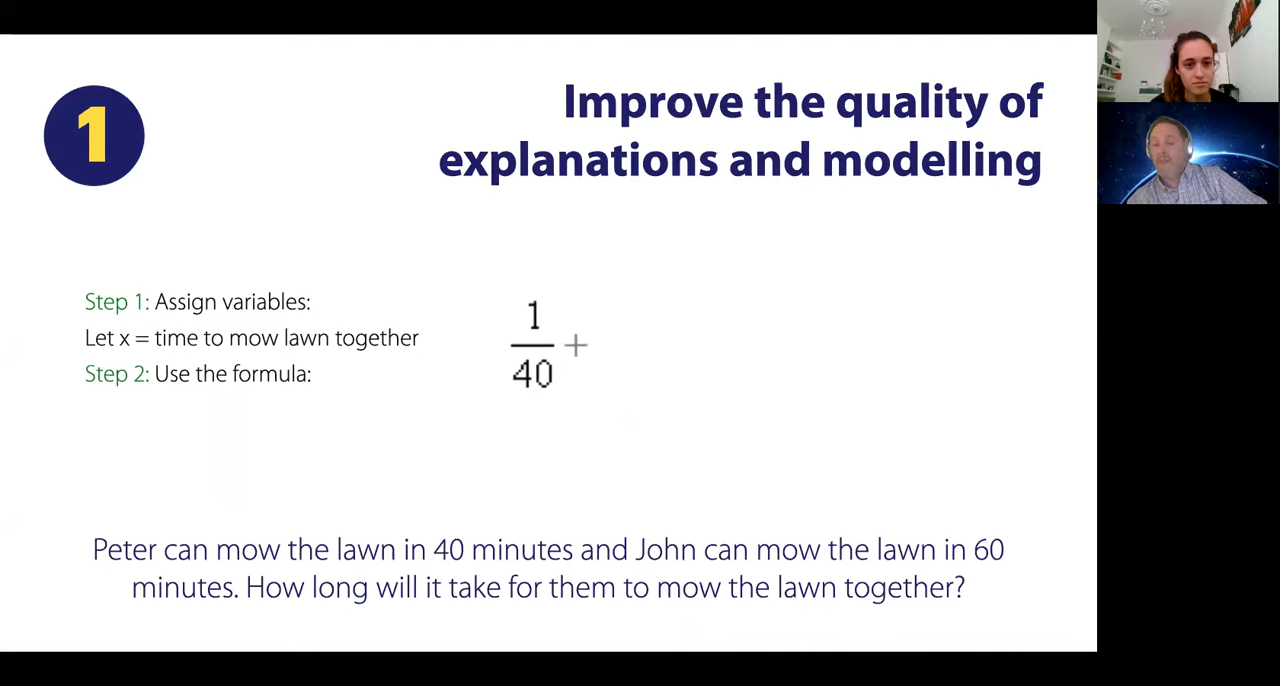 1
Improve the quality of
explanations and modelling
Step 1: Assign variables:
Let x = time to mow lawn together
Step 2: Use the formula:
1
40
+
Peter can mow the lawn in 40 minutes and John can mow the lawn in 60
minutes. How long will it take for them to mow the lawn together?